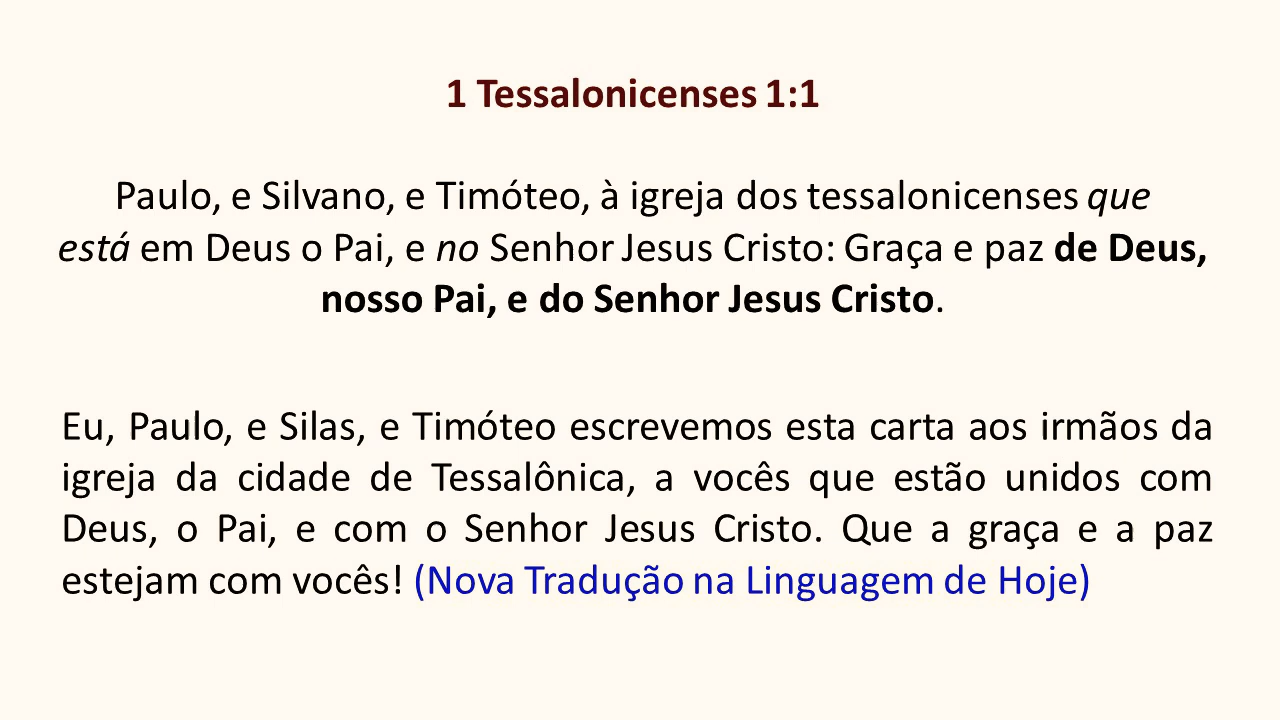 1 Tessalonicenses 1:1
Paulo, e Silvano, e Timóteo, à igreja dos tessalonicenses que
está em Deus o Pai, e no Senhor Jesus Cristo: Graça e paz de Deus,
nosso Pai, e do Senhor Jesus Cristo.
Eu, Paulo, e Silas, e Timóteo escrevemos esta carta aos irmãos da
igreja da cidade de Tessalônica, a vocês que estão unidos com
Deus, o Pai, e com o Senhor Jesus Cristo. Que a graça e a paz
estejam com vocês! (Nova Tradução na Linguagem de Hoje)